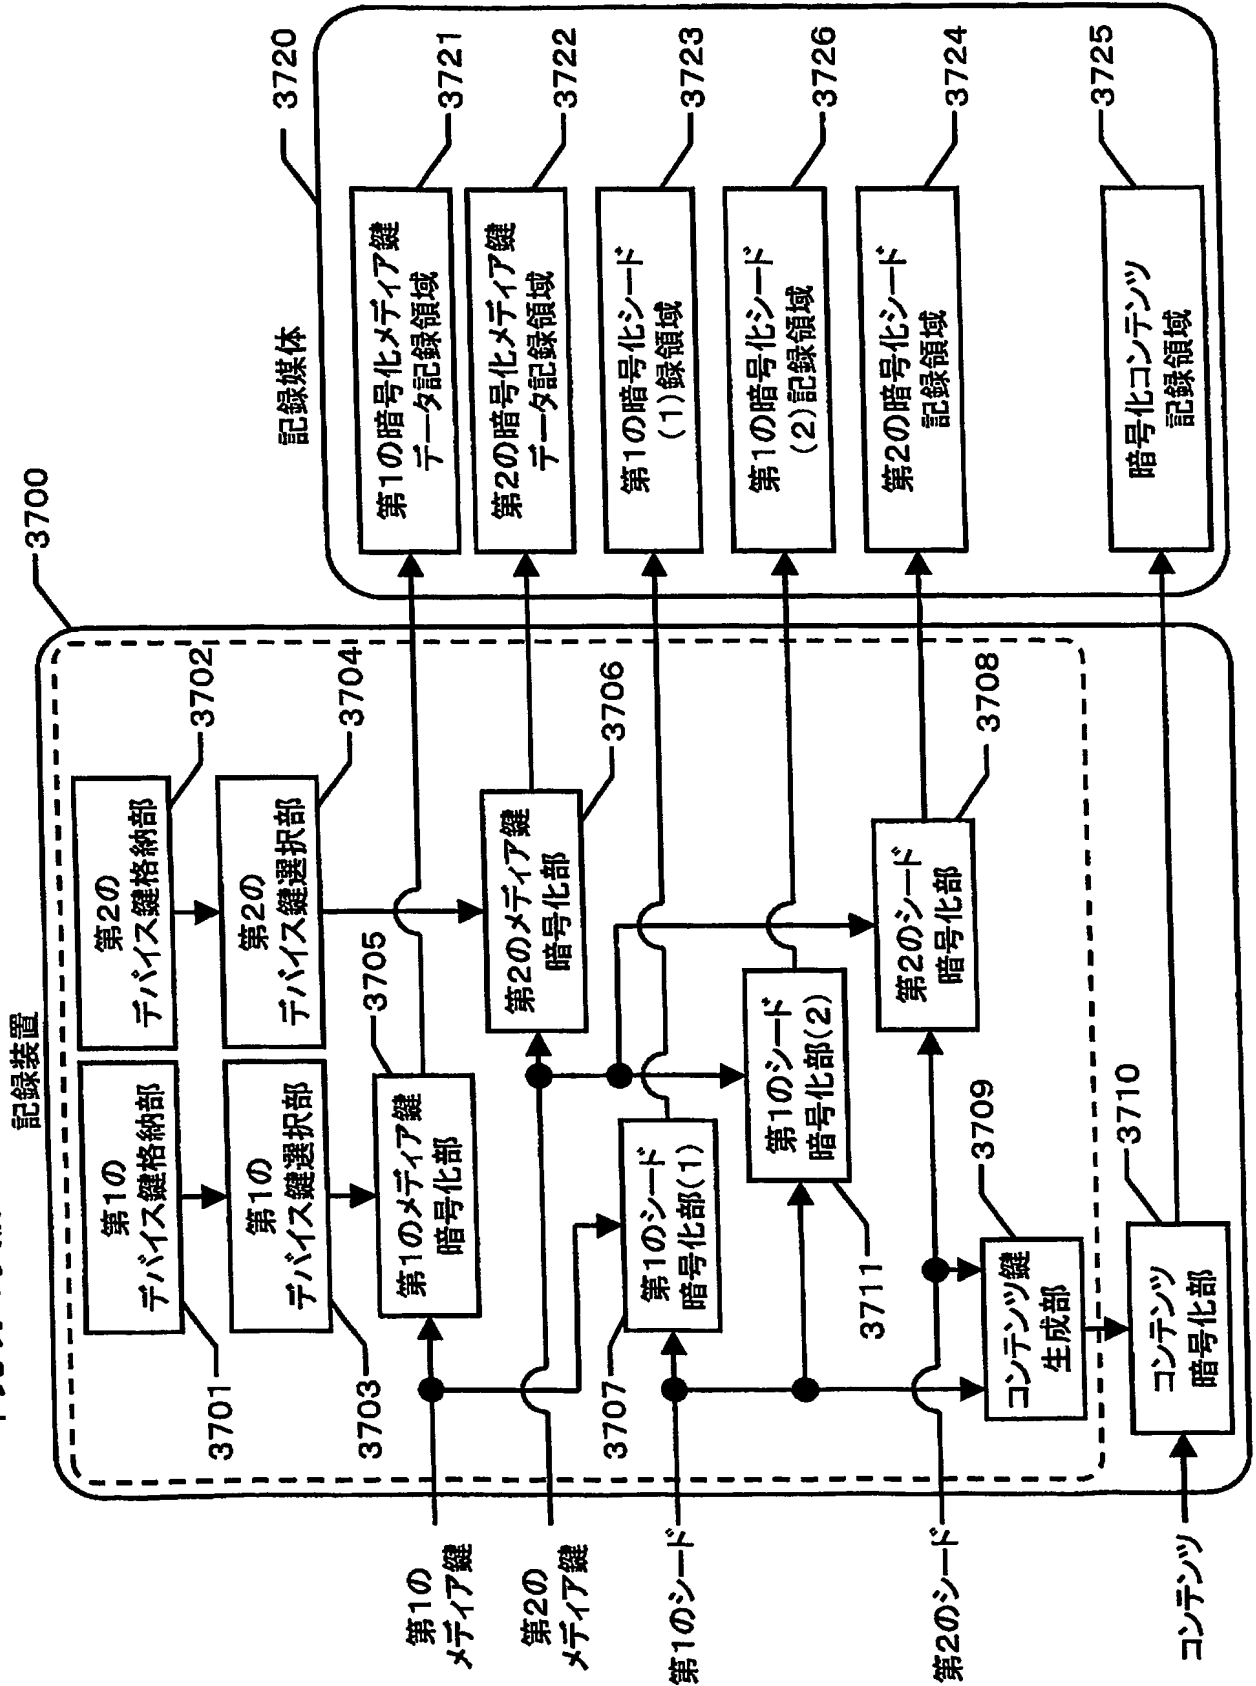 記録装置
3700
第1の
デバイス鍵格納部
3701
第2の
デバイス鍵格納部
3702
第1の
デバイス鍵選択部
3703
第2の
デバイス鍵選択部
3704
第1のメディア鍵
暗号化部
3705
第2のメディア鍵
暗号化部
3706
第1のシード
暗号化部(1)
3707
第1のシード
暗号化部(2)
3711
第2のシード
暗号化部
3708
コンテンツ鍵
生成部
3709
コンテンツ
暗号化部
3710
第1の
メディア鍵
第2の
メディア鍵
第1のシード
第2のシード
コンテンツ
記録媒体
3720
第1の暗号化メディア鍵
データ記録領域
3721
第2の暗号化メディア鍵
データ記録領域
3722
第1の暗号化シード
(1)録領域
3723
第1の暗号化シード
(2)記録領域
3726
第2の暗号化シード
記録領域
3724
暗号化コンテンツ
記録領域
3725